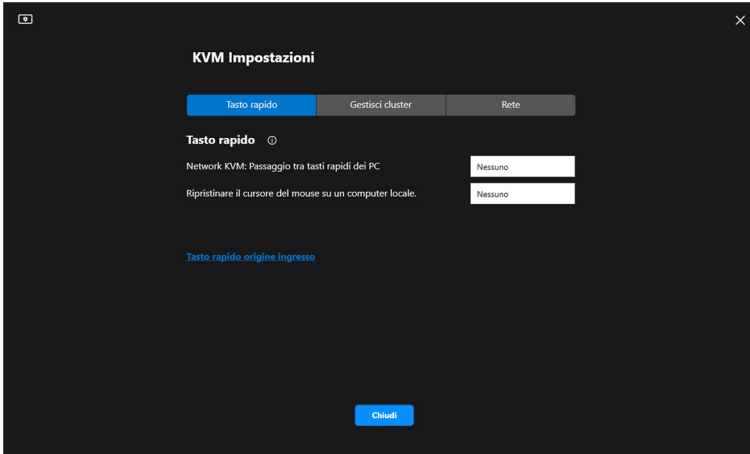 KVM Impostazioni
Tasto rapido Gestisci cluster Rete
Tasto rapido
Network KVM: Passaggio tra tasti rapidi dei PC Nessuno
Ripristinare il cursore del mouse su un computer locale. Nessuno
Tasto rapido origine ingresso
Chiudi